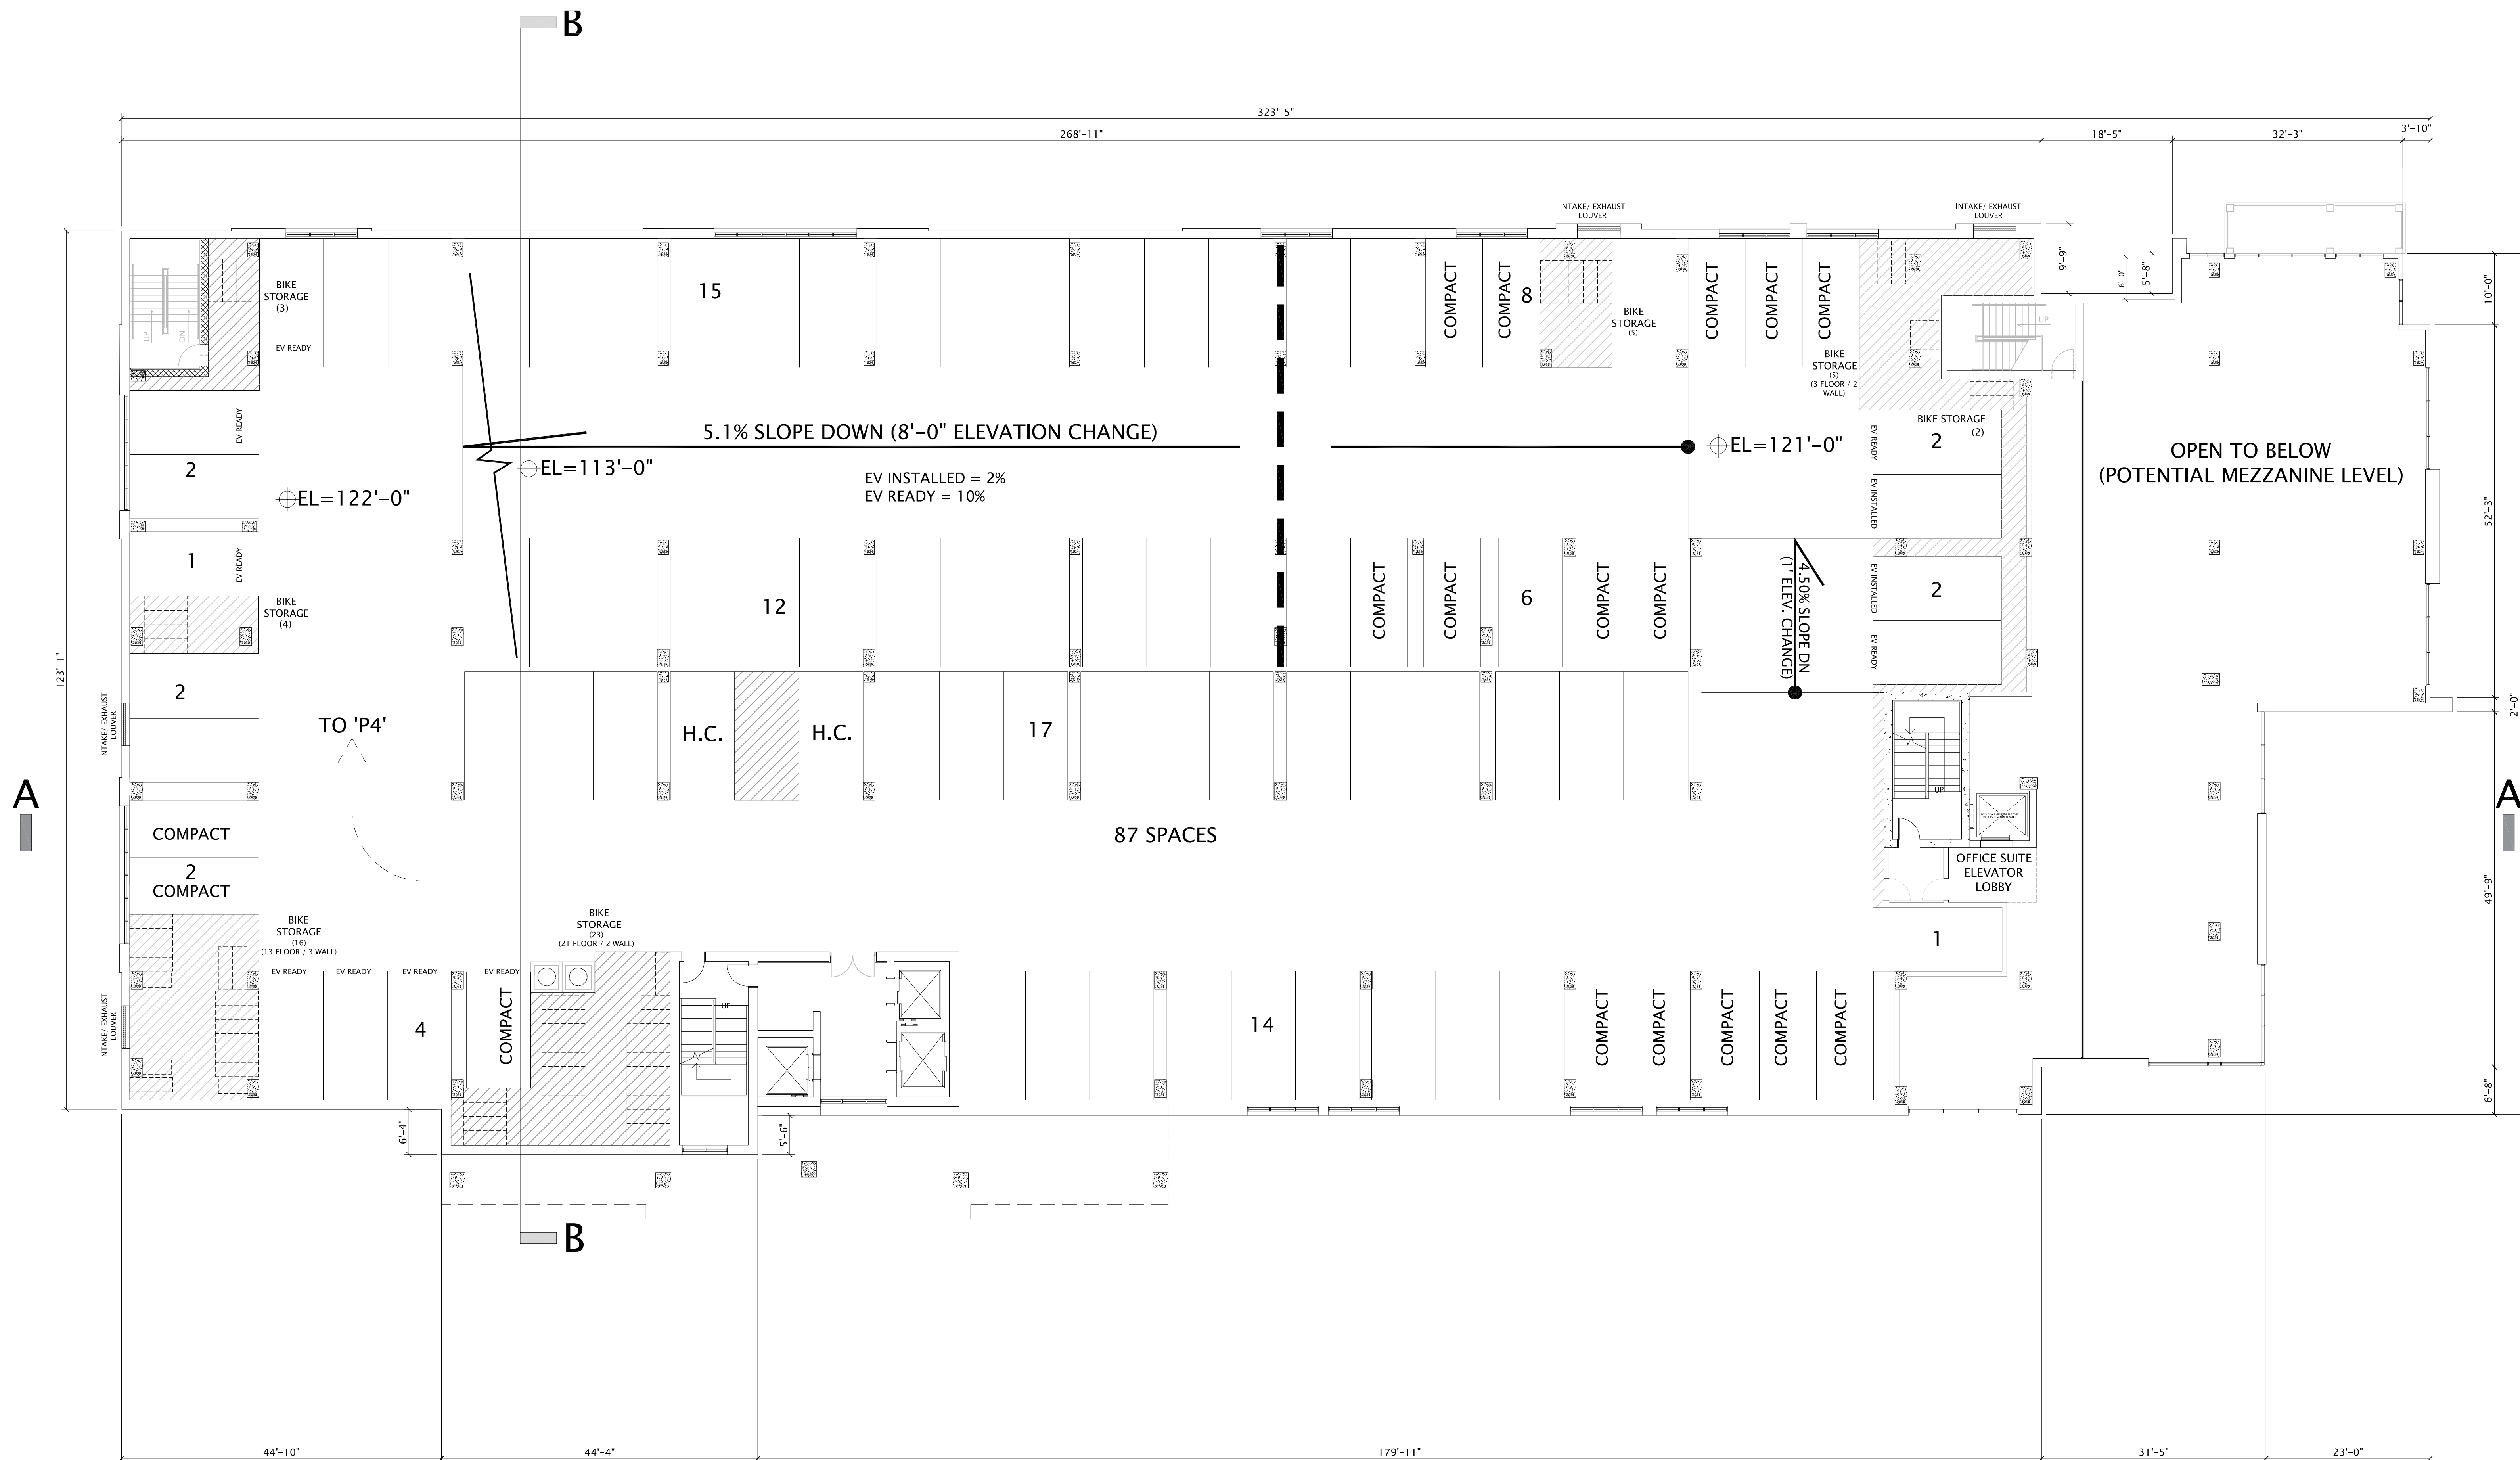 B
323'-5"
268'-11"
18'-5"
32'-3"
3'-10"
INTAKE/ EXHAUST
LOUVER
INTAKE/ EXHAUST
LOUVER
9'-9"
6'-0"
5'-8"
10'-0"
BIKE
STORAGE
(3)
EV READY
UP
DN
15
COMPACT
COMPACT
8
BIKE
STORAGE
(5)
COMPACT
COMPACT
COMPACT
BIKE
STORAGE
(5)
(3 FLOOR / 2
WALL)
UP
BIKE STORAGE
(2)
EV READY
2
EV READY
2
EL=122'-0"
5.1% SLOPE DOWN (8'-0" ELEVATION CHANGE)
EL=113'-0"
EV INSTALLED = 2%
EV READY = 10%
EL=121'-0"
EV INSTALLED
OPEN TO BELOW
(POTENTIAL MEZZANINE LEVEL)
52'-3"
1
EV READY
BIKE
STORAGE
(4)
12
COMPACT
COMPACT
6
COMPACT
COMPACT
4.50% SLOPE DN
(1' ELEV. CHANGE)
EV INSTALLED
2
EV READY
123'-1"
2
INTAKE/ EXHAUST
LOUVER
TO 'P4'
H.C.
H.C.
17
2'-0"
UP
A
A
COMPACT
2
COMPACT
87 SPACES
OFFICE SUITE
ELEVATOR
LOBBY
49'-9"
BIKE
STORAGE
(16)
(13 FLOOR / 3 WALL)
BIKE
STORAGE
(23)
(21 FLOOR / 2 WALL)
1
EV READY
EV READY
EV READY
EV READY
INTAKE/ EXHAUST
LOUVER
4
COMPACT
UP
14
COMPACT
COMPACT
COMPACT
COMPACT
COMPACT
6'-8"
6'-4"
5'-6"
B
44'-10"
44'-4"
179'-11"
31'-5"
23'-0"